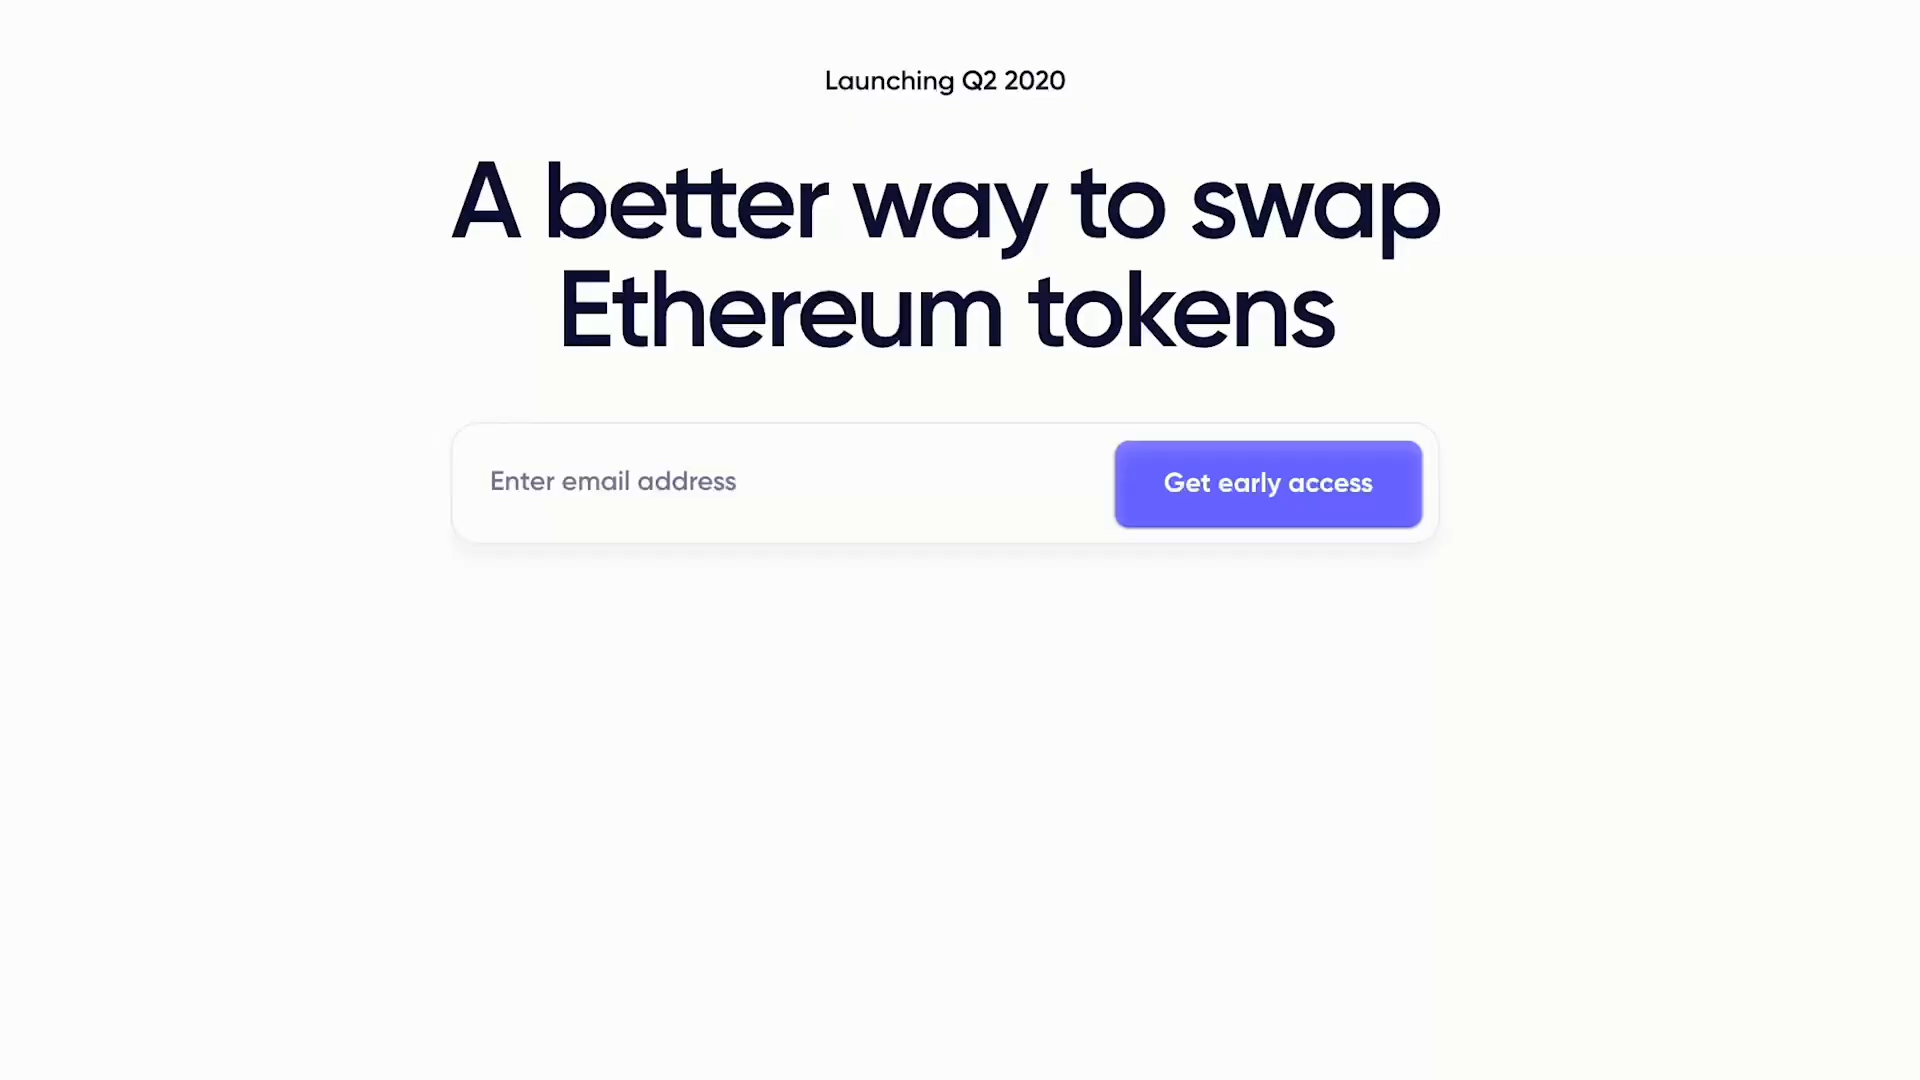 Launching Q2 2020
A better way to swap
Ethereum tokens
Enter email address
Get early access